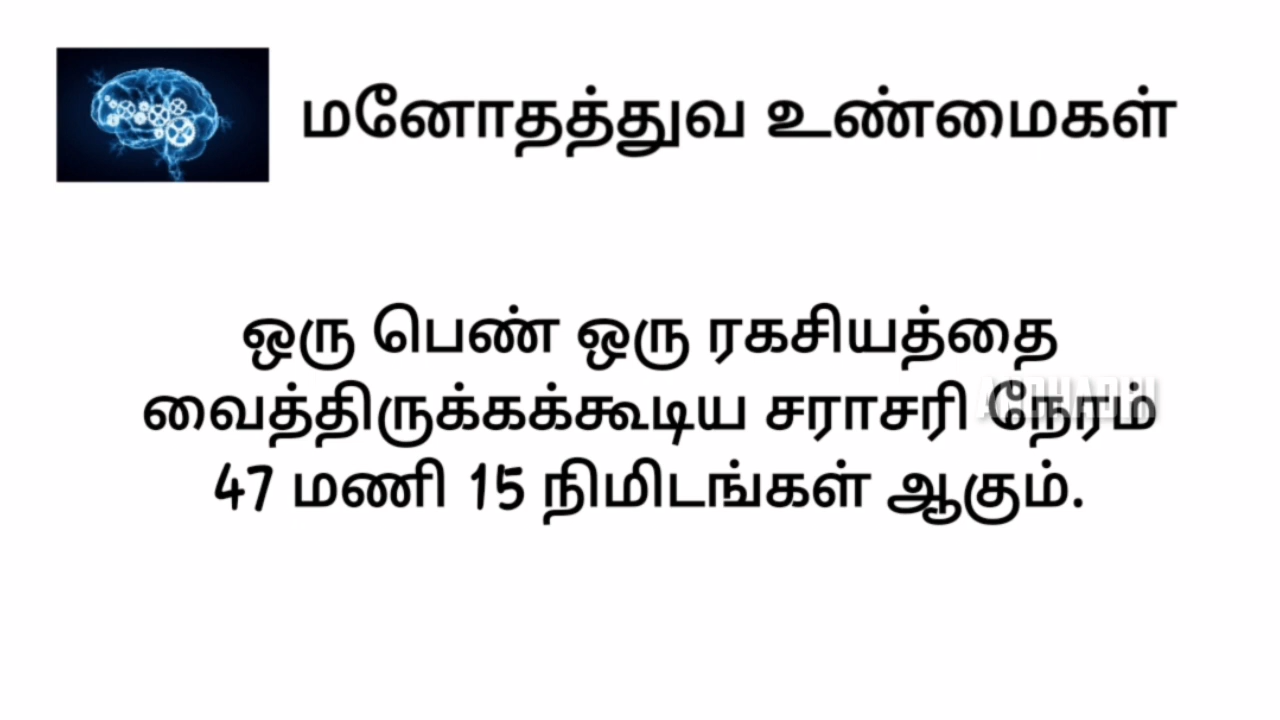 மனோதத்துவ உண்மைகள்
ஒரு பெண் ஒரு ரகசியத்தை
வைத்திருக்கக்கூடிய சராசரி நேரம்
47 மணி 15 நிமிடங்கள் ஆகும்.